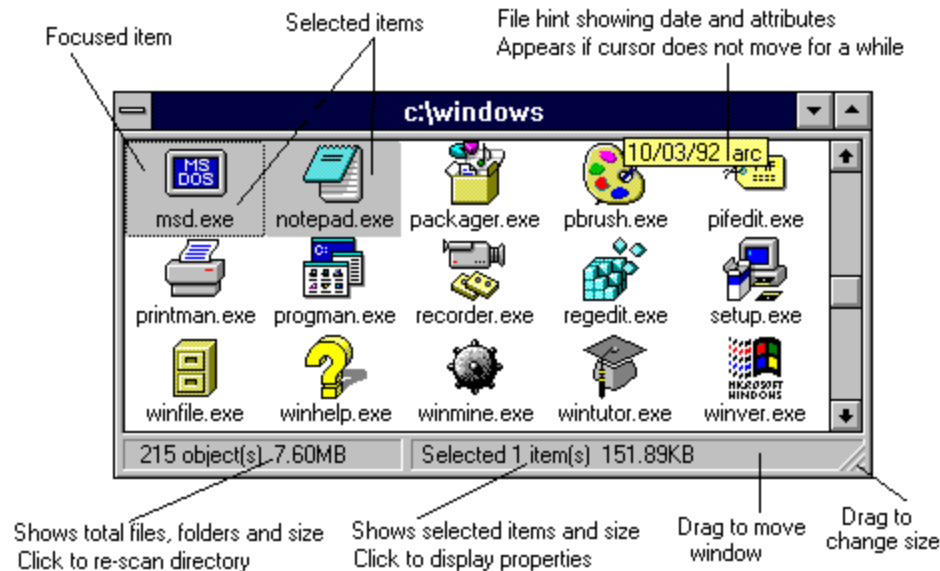 File hint showing date and attributes
Focused item
Selected items
Appears if cursor does not move for a while
c:\windows
MS
DOS
10/03/92 arc
msd.exe
notepad.exe
packager.exe
pbrush.exe
pifedit.exe
C:
printman.exe
progman.exe
recorder.exe
regedit.exe
setup.exe
MICROSOFT
WINDOWS
winfile.exe
winhelp.exe
winmine.exe
wintutor.exe
winver.exe
215 object(s) 7.60MB
Selected 1 item(s) 151.89KB
Shows total files, folders and size
Click to re-scan directory
Shows selected items and size
Click to display properties
Drag to move
window
Drag to
change size